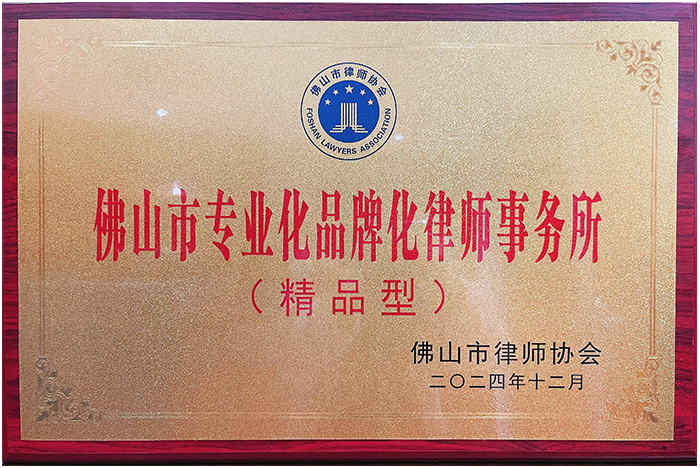 佛山市律师协会
FOSHAN LAWYERS ASSOCIATION
佛山市专业化品牌化律师事务所
（精品型）
佛山市律师协会
二〇二四年十二月